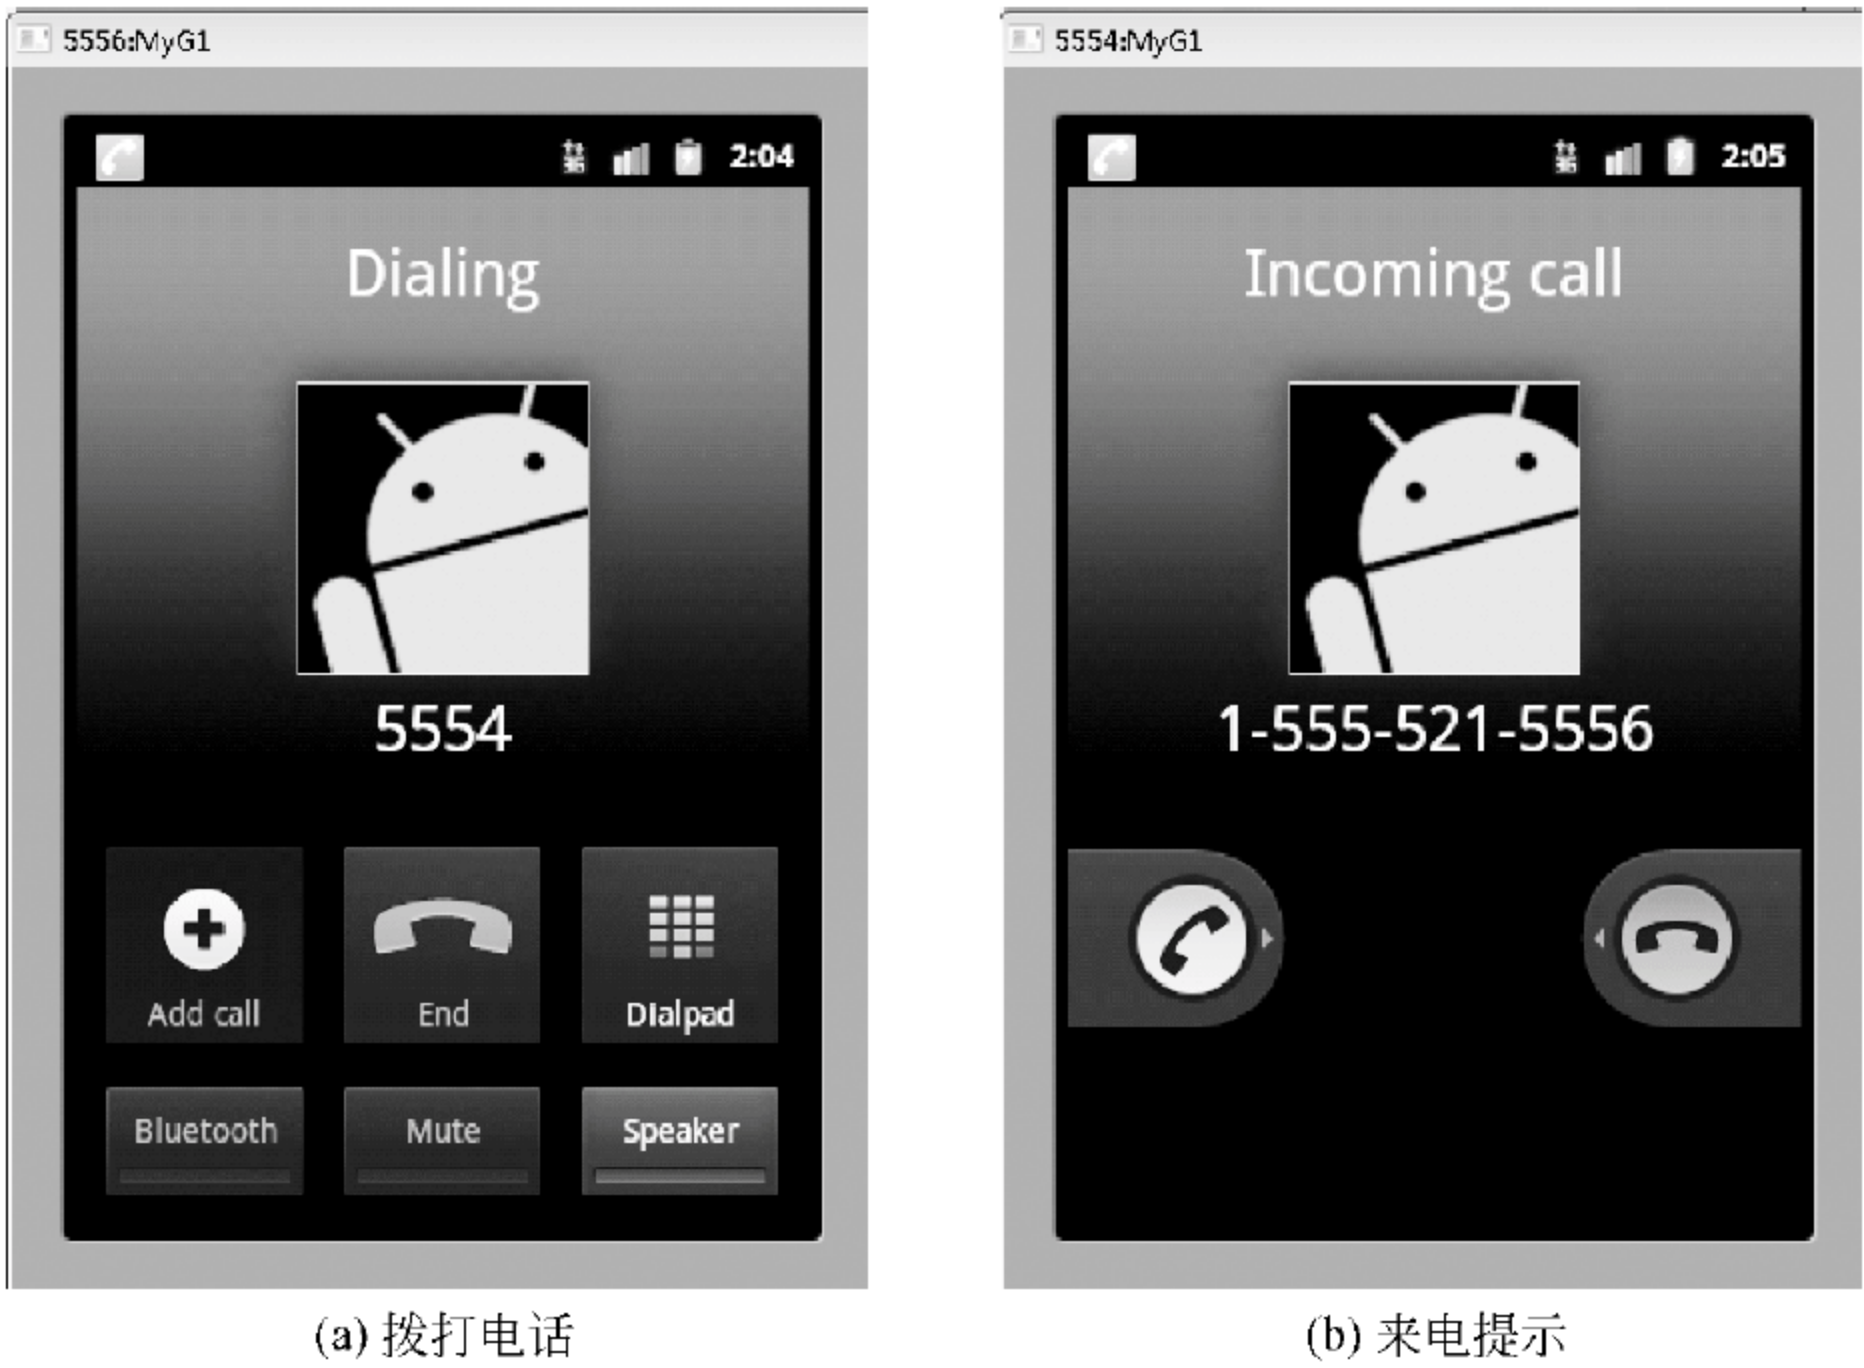 5556:MyG1
2:04
Dialing
5554
Add call
End
Dialpad
Bluetooth
Mute
Speaker
(a) 拨打电话
5554:MyG1
2:05
Incoming call
1-555-521-5556
(b) 来电提示